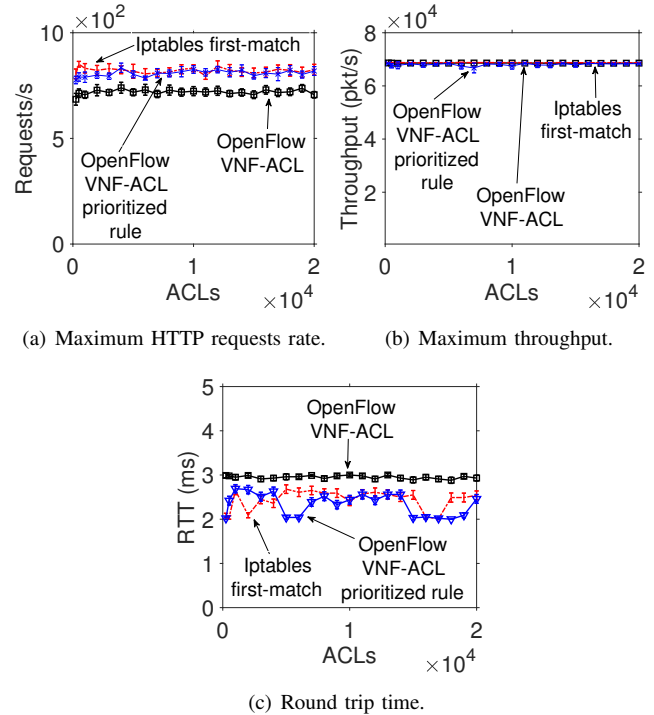 ×10²
10
5
0
Requests/s
Iptables first-match
OpenFlow
VNF-ACL
prioritized
rule
OpenFlow
VNF-ACL
0 1 2
ACLs
×10⁴
(a) Maximum HTTP requests rate.
×10⁴
8
6
4
2
0
Throughput (pkt/s)
OpenFlow
VNF-ACL
prioritized
rule
OpenFlow
VNF-ACL
Iptables
first-match
0 1 2
ACLs
×10⁴
(b) Maximum throughput.
5
4
3
2
1
0
RTT (ms)
OpenFlow
VNF-ACL
Iptables
first-match
OpenFlow
VNF-ACL
prioritized rule
0 1 2
ACLs
×10⁴
(c) Round trip time.